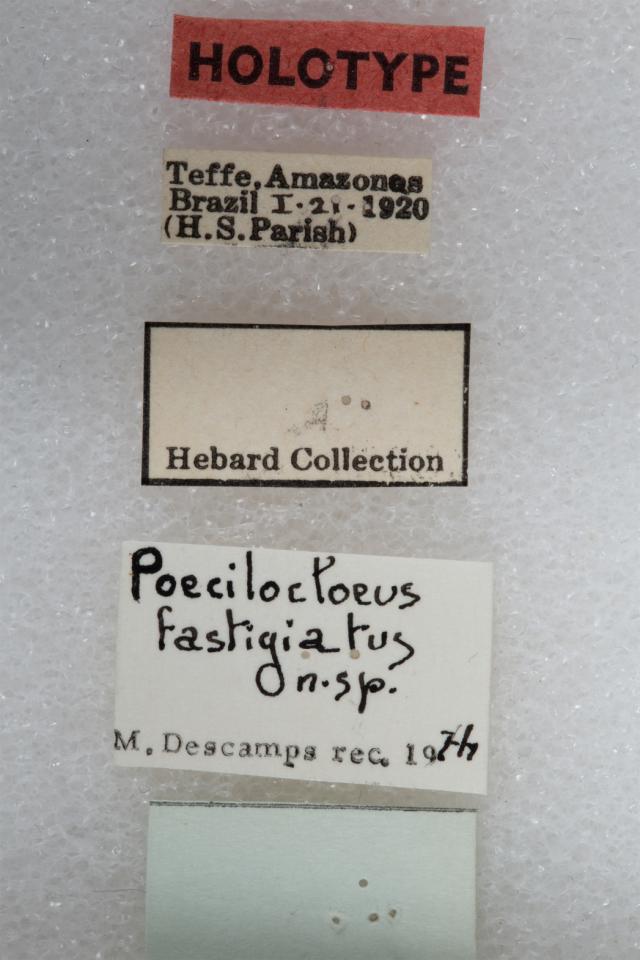 HOLOTYPE
Teffe, Amazonas
Brazil I·21·1920
(H.S.Parish)
Hebard Collection
Poeciloctoeus
fastigiatus
n.sp.
M. Descamps rec. 1974